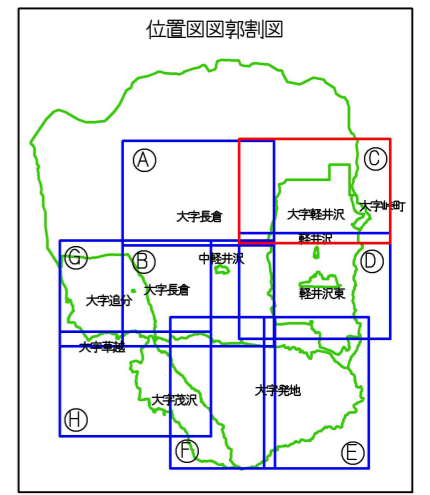 位置図図郭割図
Ⓐ
Ⓒ
大字峠町
大字長倉
大字軽井沢
軽井沢
Ⓖ
Ⓑ
中軽井沢
Ⓓ
大字追分
大字長倉
軽井沢東
大字草越
大字茂沢
大字発地
Ⓗ
Ⓕ
Ⓔ